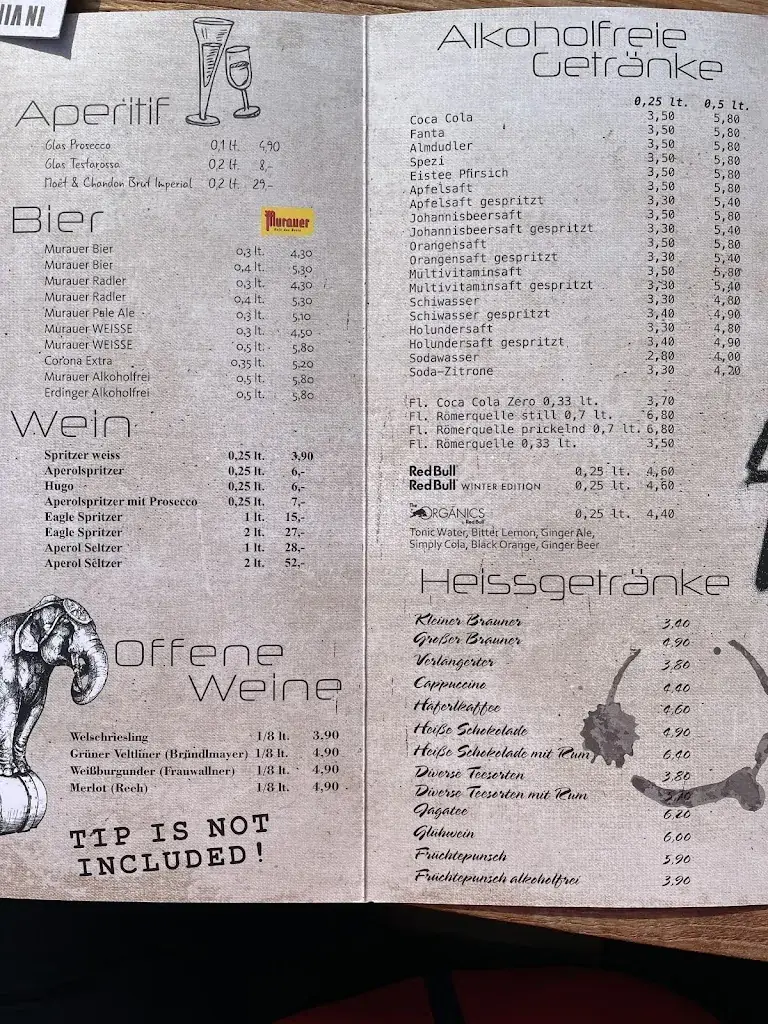 Aperitif
Glas Prosecco 0,1 lt. 4,90
Glas Testarossa 0,2 lt. 8,-
Moët & Chandon Brut Imperial 0,2 lt. 29,-
Bier
Murauer
Murauer Bier 0,3 lt. 4,30
Murauer Bier 0,4 lt. 5,30
Murauer Radler 0,3 lt. 4,30
Murauer Radler 0,4 lt. 5,30
Murauer Pale Ale 0,3 lt. 5,10
Murauer WEISSE 0,3 lt. 4,50
Murauer WEISSE 0,5 lt. 5,80
Corona Extra 0,35 lt. 5,20
Murauer Alkoholfrei 0,5 lt. 5,80
Erdinger Alkoholfrei 0,5 lt. 5,80
Wein
Spritzer weiss 0,25 lt. 3,90
Aperolspritzer 0,25 lt. 6,-
Hugo 0,25 lt. 6,-
Aperolspritzer mit Prosecco 0,25 lt. 7,-
Eagle Spritzer 1 lt. 15,-
Eagle Spritzer 2 lt. 27,-
Aperol Seltzer 1 lt. 28,-
Aperol Seltzer 2 lt. 52,-
Offene
Weine
Welschriesling 1/8 lt. 3,90
Grüner Veltliner (Bründlmayer) 1/8 lt. 4,90
Weißburgunder (Frauwallner) 1/8 lt. 4,90
Merlot (Reeh) 1/8 lt. 4,90
TIP IS NOT
INCLUDED!
Alkoholfreie
Getränke
0,25 lt. 0,5 lt.
Coca Cola 3,50 5,80
Fanta 3,50 5,80
Almdudler 3,50 5,80
Spezi 3,50 5,80
Eistee Pfirsich 3,50 5,80
Apfelsaft 3,50 5,80
Apfelsaft gespritzt 3,30 5,40
Johannisbeersaft 3,50 5,80
Johannisbeersaft gespritzt 3,30 5,40
Orangensaft 3,50 5,80
Orangensaft gespritzt 3,30 5,40
Multivitaminsaft 3,50 5,80
Multivitaminsaft gespritzt 3,30 5,40
Schiwasser 3,30 4,80
Schiwasser gespritzt 3,40 4,90
Holundersaft 3,30 4,80
Holundersaft gespritzt 3,40 4,90
Sodawasser 2,80 4,00
Soda-Zitrone 3,30 4,20
Fl. Coca Cola Zero 0,33 lt. 3,70
Fl. Römerquelle still 0,7 lt. 6,80
Fl. Römerquelle prickelnd 0,7 lt. 6,80
Fl. Römerquelle 0,33 lt. 3,50
Red Bull 0,25 lt. 4,60
Red Bull WINTER EDITION 0,25 lt. 4,60
The ORGANICS by Red Bull 0,25 lt. 4,40
Tonic Water, Bitter Lemon, Ginger Ale,
Simply Cola, Black Orange, Ginger Beer
Heissgetränke
Kleiner Brauner 3,40
Großer Brauner 4,90
Verlängerter 3,80
Cappuccino 4,40
Haferlkaffee 4,60
Heiße Schokolade 4,90
Heiße Schokolade mit Rum 6,40
Diverse Teesorten 3,80
Diverse Teesorten mit Rum
Jagatee 6,20
Glühwein 6,00
Früchtepunsch 5,90
Früchtepunsch alkoholfrei 3,90